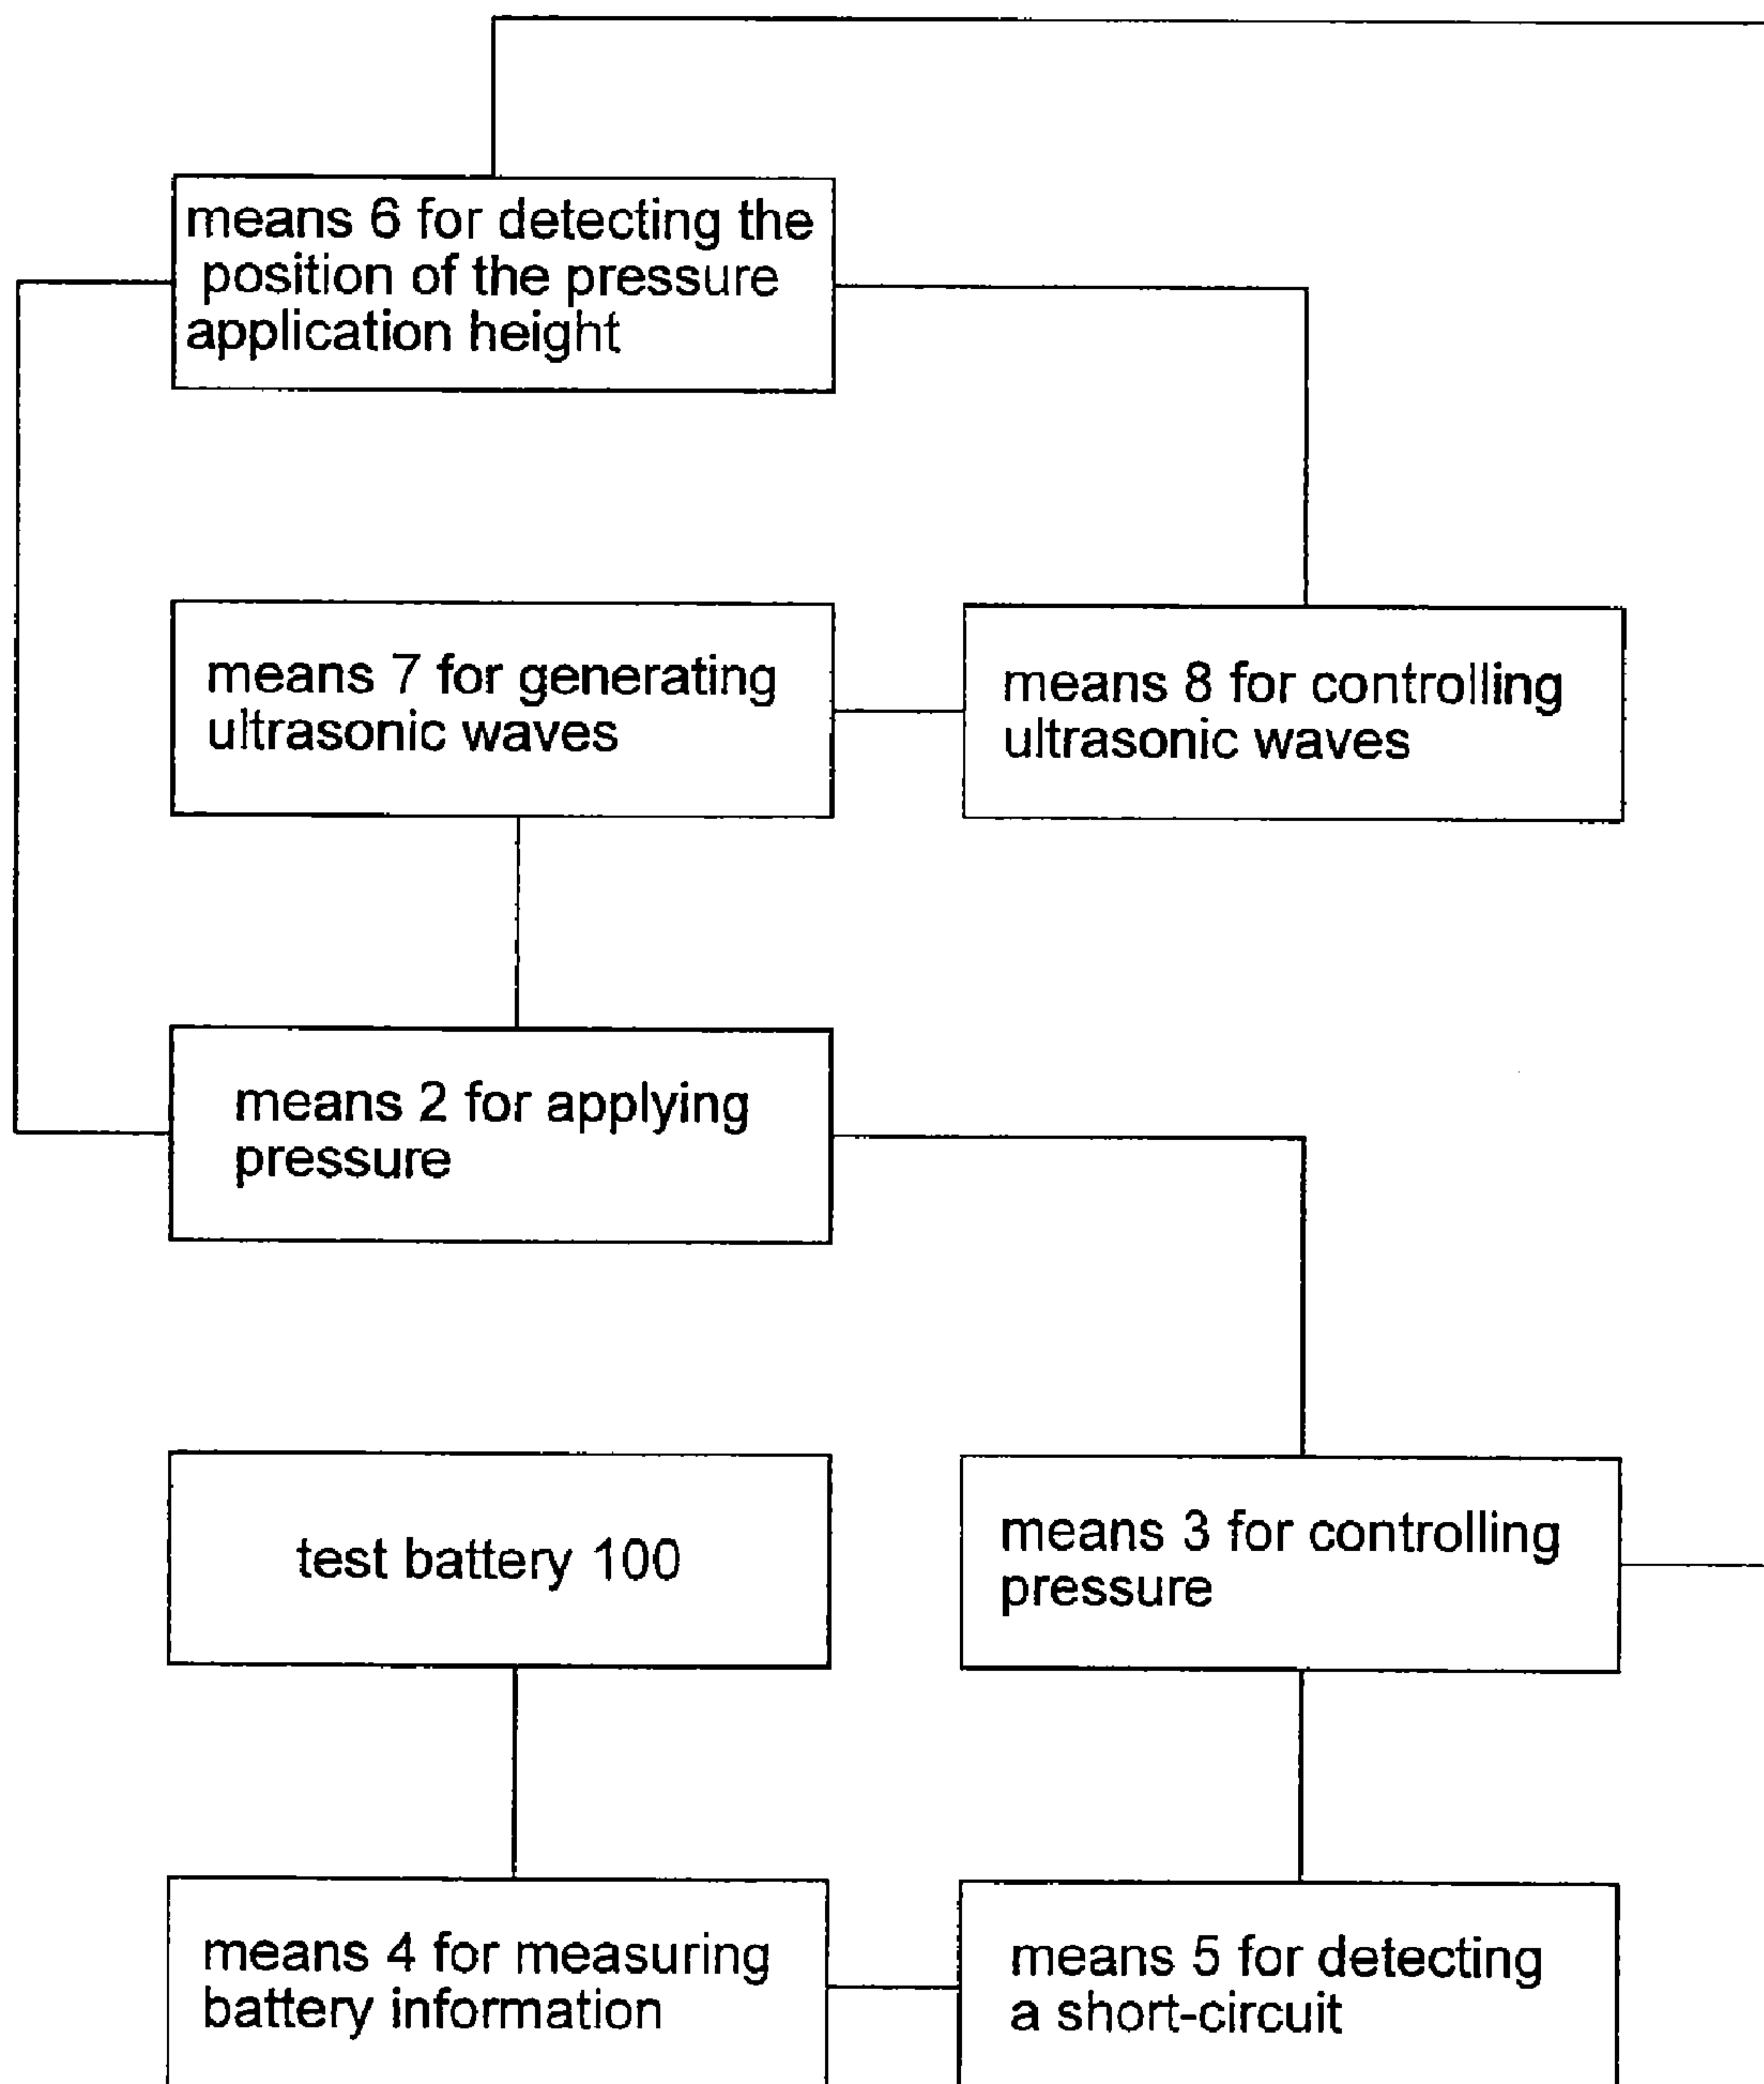 means 6 for detecting the
position of the pressure
application height
means 7 for generating
ultrasonic waves
means 8 for controlling
ultrasonic waves
means 2 for applying
pressure
test battery 100
means 3 for controlling
pressure
means 4 for measuring
battery information
means 5 for detecting
a short-circuit